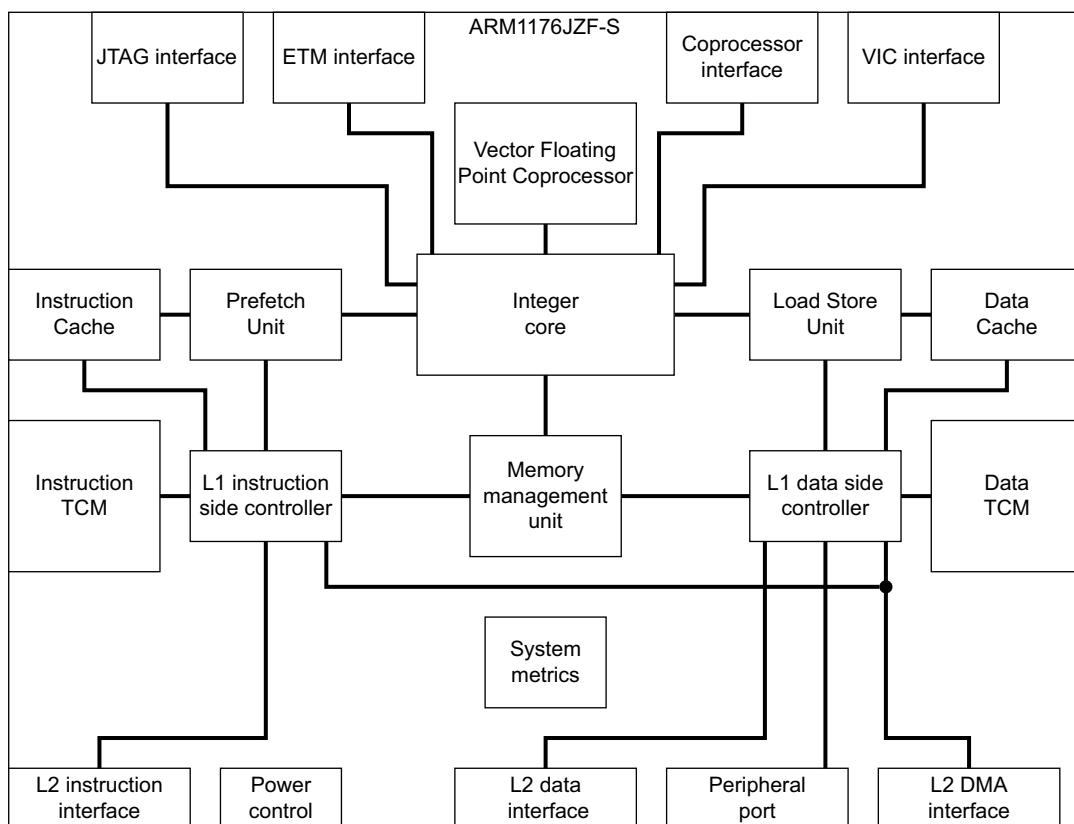 ARM1176JZF-S
JTAG interface
ETM interface
Coprocessor
interface
VIC interface
Vector Floating
Point Coprocessor
Instruction
Cache
Prefetch
Unit
Integer
core
Load Store
Unit
Data
Cache
Instruction
TCM
L1 instruction
side controller
Memory
management
unit
L1 data side
controller
Data
TCM
System
metrics
L2 instruction
interface
Power
control
L2 data
interface
Peripheral
port
L2 DMA
interface